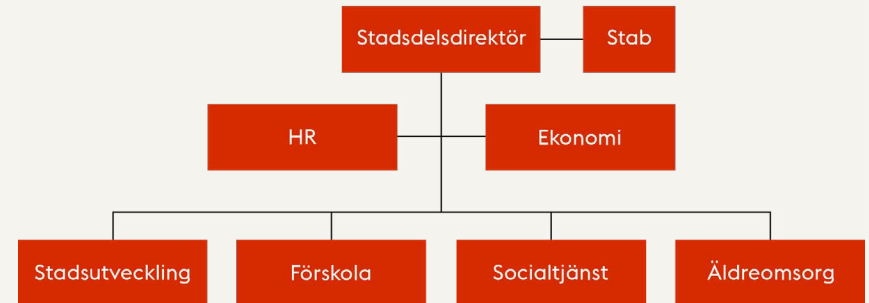 Stadsdelsdirektör
Stab
HR
Ekonomi
Stadsutveckling
Förskola
Socialtjänst
Äldreomsorg